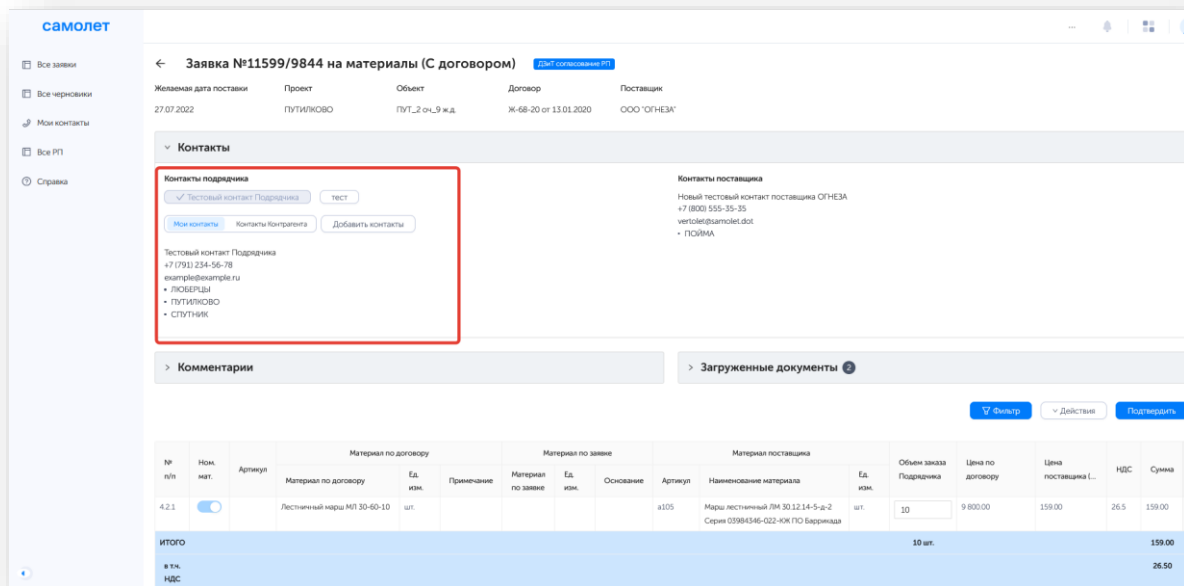 самолет
Все заявки
Все черновики
Мои контакты
Все РП
Справка
Заявка №11599/9844 на материалы (С договором)
ДЗиТ согласование РП
Желаемая дата поставки Проект Объект Договор Поставщик
27.07.2022 ПУТИЛКОВО ПУТ_2 оч_9 ж.д. Ж-68-20 от 13.01.2020 ООО "ОГНЕЗА"
Контакты
Контакты подрядчика
Тестовый контакт Подрядчика тест
Мои контакты Контакты Контрагента Добавить контакты
Тестовый контакт Подрядчика
+7 (791) 234-56-78
example@example.ru
• ЛЮБЕРЦЫ
• ПУТИЛКОВО
• СПУТНИК
Контакты поставщика
Новый тестовый контакт поставщика ОГНЕЗА
+7 (800) 555-35-35
vertolet@samolet.dot
• ПОЙМА
Комментарии
Загруженные документы 2
Фильтр Действия Подтвердить
Материал по договору Материал по заявке Материал поставщика
№ п/п Ном. мат. Артикул Материал по договору Ед. изм. Примечание Материал по заявке Ед. изм. Основание Артикул Наименование материала Ед. изм. Объем заказа Подрядчика Цена по договору Цена поставщика (... НДС Сумма
4.2.1 Лестничный марш МЛ 30-60-10 шт. а105 Марш лестничный ЛМ 30.12.14-5-д-2 шт. 10 9 800.00 159.00 26.5 159.00
Серия 03984346-022-КЖ ПО Баррикада
ИТОГО 10 шт. 159.00
в т.ч. 26.50
НДС